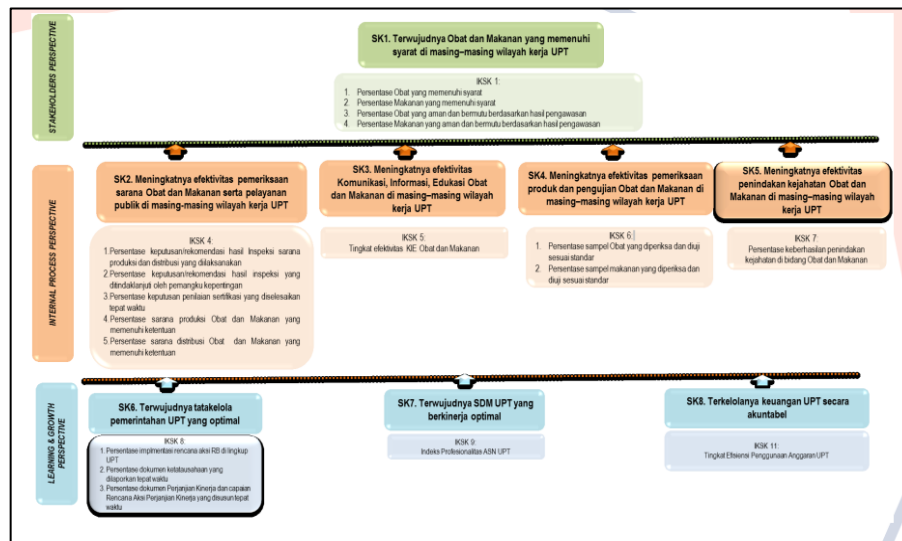 STAKEHOLDERS PERSPECTIVE
SK1. Terwujudnya Obat dan Makanan yang memenuhi
syarat di masing–masing wilayah kerja UPT
IKSK 1:
1. Persentase Obat yang memenuhi syarat
2. Persentase Makanan yang memenuhi syarat
3. Persentase Obat yang aman dan bermutu berdasarkan hasil pengawasan
4. Persentase Makanan yang aman dan bermutu berdasarkan hasil pengawasan
INTERNAL PROCESS PERSPECTIVE
SK2. Meningkatnya efektivitas pemeriksaan
sarana Obat dan Makanan serta pelayanan
publik di masing-masing wilayah kerja UPT
IKSK 4:
1.Persentase keputusan/rekomendasi hasil Inspeksi sarana
produksi dan distribusi yang dilaksanakan
2.Persentase keputusan/rekomendasi hasil inspeksi yang
ditindaklanjuti oleh pemangku kepentingan
3.Persentase keputusan penilaian sertifikasi yang diselesaikan
tepat waktu
4.Persentase sarana produksi Obat dan Makanan yang
memenuhi ketentuan
5.Persentase sarana distribusi Obat dan Makanan yang
memenuhi ketentuan
SK3. Meningkatnya efektivitas
Komunikasi, Informasi, Edukasi Obat
dan Makanan di masing–masing wilayah
kerja UPT
IKSK 5:
Tingkat efektivitas KIE Obat dan Makanan
SK4. Meningkatnya efektivitas pemeriksaan
produk dan pengujian Obat dan Makanan di
masing–masing wilayah kerja UPT
IKSK 6:
1. Persentase sampel Obat yang diperiksa dan diuji
sesuai standar
2. Persentase sampel makanan yang diperiksa dan
diuji sesuai standar
SK5. Meningkatnya efektivitas
penindakan kejahatan Obat dan
Makanan di masing–masing wilayah
kerja UPT
IKSK 7:
Persentase keberhasilan penindakan
kejahatan di bidang Obat dan Makanan
LEARNING & GROWTH
PERSPECTIVE
SK6. Terwujudnya tatakelola
pemerintahan UPT yang optimal
IKSK 8:
1. Persentase implmentasi rencana aksi RB di lingkup
UPT
2. Persentase dokumen ketatausahaan yang
dilaporkan tepat waktu
3. Persentase dokumen Perjanjian Kinerja dan capaian
Rencana Aksi Perjanjian Kinerja yang disusun tepat
waktu
SK7. Terwujudnya SDM UPT yang
berkinerja optimal
IKSK 9:
Indeks Profesionalitas ASN UPT
SK8. Terkelolanya keuangan UPT secara
akuntabel
IKSK 11:
Tingkat Efisiensi Penggunaan Anggaran UPT